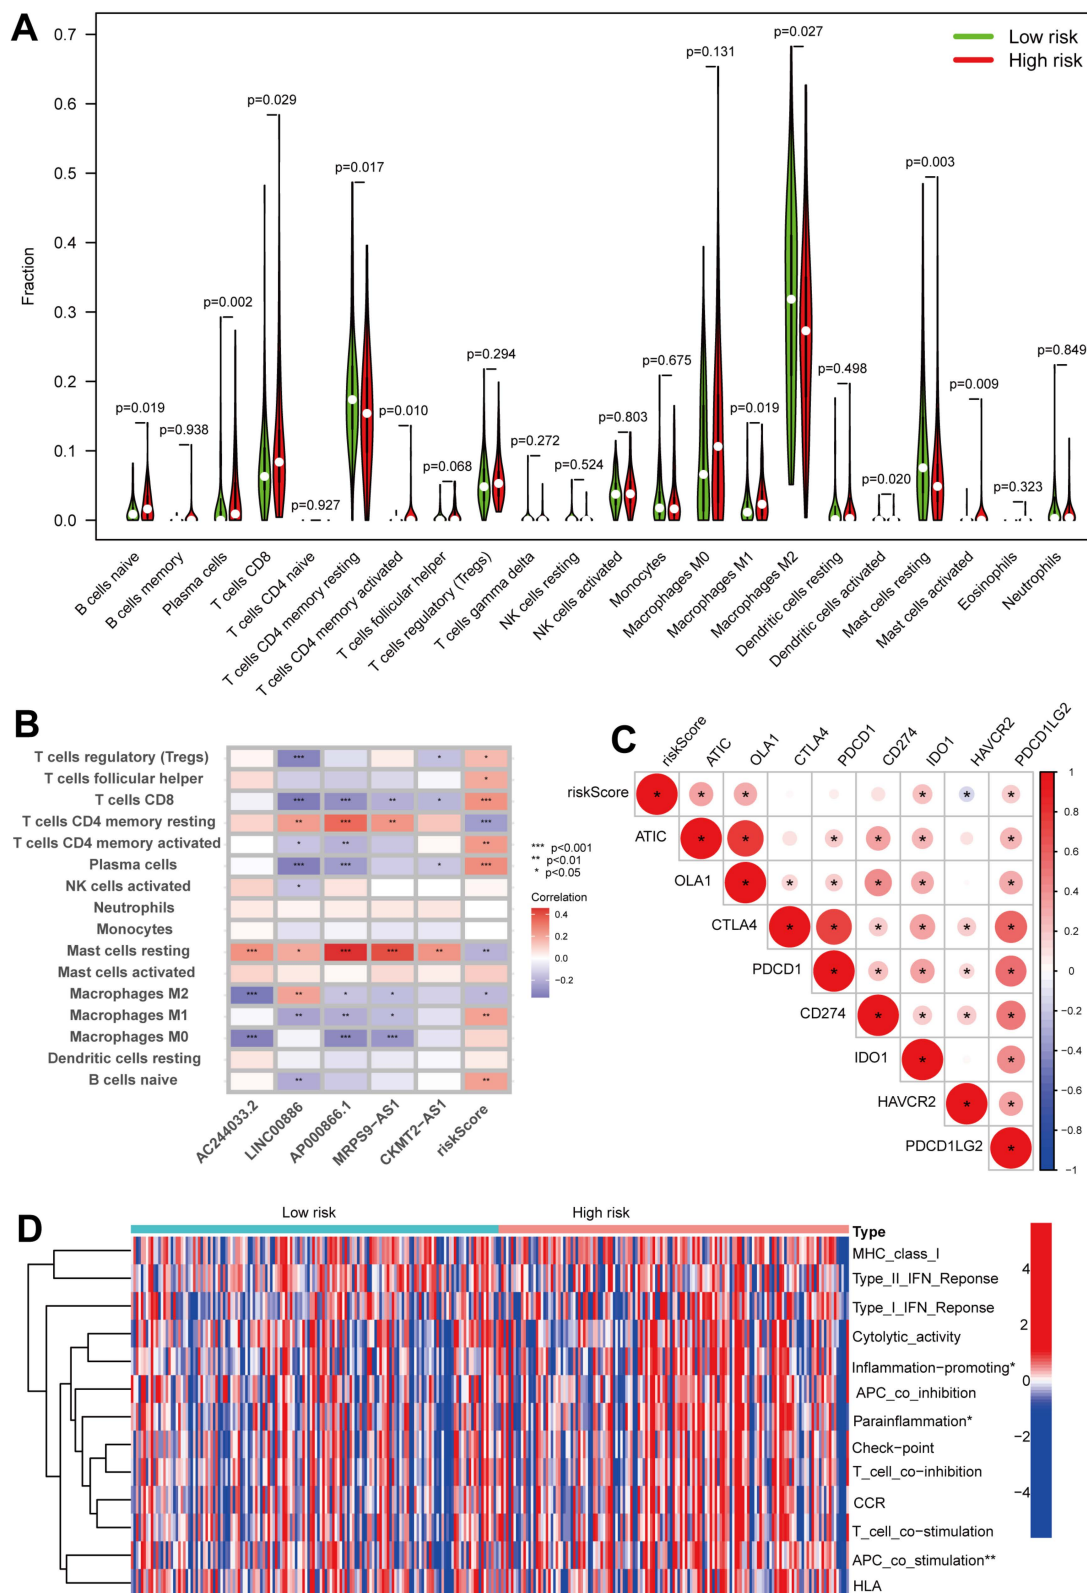 A
Low risk
High risk
Fraction
0.7
0.6
0.5
0.4
0.3
0.2
0.1
0.0
p=0.019
p=0.938
p=0.002
p=0.029
p=0.927
p=0.017
p=0.010
p=0.068
p=0.294
p=0.272
p=0.524
p=0.803
p=0.675
p=0.131
p=0.019
p=0.027
p=0.498
p=0.020
p=0.003
p=0.009
p=0.323
p=0.849
B cells naive
B cells memory
Plasma cells
T cells CD8
T cells CD4 naive
T cells CD4 memory resting
T cells CD4 memory activated
T cells follicular helper
T cells regulatory (Tregs)
T cells gamma delta
NK cells resting
NK cells activated
Monocytes
Macrophages M0
Macrophages M1
Macrophages M2
Dendritic cells resting
Dendritic cells activated
Mast cells resting
Mast cells activated
Eosinophils
Neutrophils
B
T cells regulatory (Tregs) *** * *
T cells follicular helper *
T cells CD8 *** *** ** * ***
T cells CD4 memory resting ** *** ** ***
T cells CD4 memory activated * ** **
Plasma cells *** *** * ***
NK cells activated *
Neutrophils
Monocytes
Mast cells resting *** * *** *** ** **
Mast cells activated
Macrophages M2 *** ** * * *
Macrophages M1 ** ** * **
Macrophages M0 *** *** ***
Dendritic cells resting
B cells naive ** **
AC244033.2
LINC00886
AP000866.1
MRPS9−AS1
CKMT2−AS1
riskScore
*** p<0.001
** p<0.01
* p<0.05
Correlation
0.4
0.2
0.0
−0.2
C
riskScore
ATIC
OLA1
CTLA4
PDCD1
CD274
IDO1
HAVCR2
PDCD1LG2
riskScore * * * * * *
ATIC * * * * * *
OLA1 * * * * * *
CTLA4 * * * * * *
PDCD1 * * * * *
CD274 * * * *
IDO1 * *
HAVCR2 * *
PDCD1LG2 *
1
0.8
0.6
0.4
0.2
0
−0.2
−0.4
−0.6
−0.8
−1
D
Low risk
High risk
Type
MHC_class_I
Type_II_IFN_Reponse
Type_I_IFN_Reponse
Cytolytic_activity
Inflammation−promoting*
APC_co_inhibition
Parainflammation*
Check−point
T_cell_co−inhibition
CCR
T_cell_co−stimulation
APC_co_stimulation**
HLA
4
2
0
−2
−4